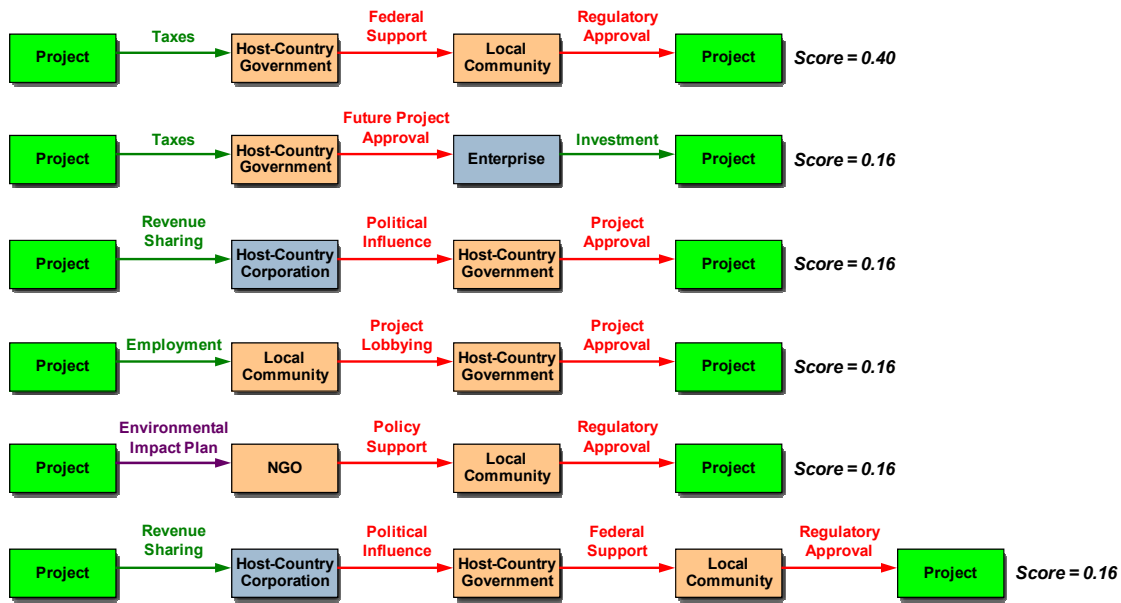 Taxes
Federal
Support
Regulatory
Approval
Project
Host-Country
Government
Local
Community
Project
Score = 0.40
Taxes
Future Project
Approval
Investment
Project
Host-Country
Government
Enterprise
Project
Score = 0.16
Revenue
Sharing
Political
Influence
Project
Approval
Project
Host-Country
Corporation
Host-Country
Government
Project
Score = 0.16
Employment
Project
Lobbying
Project
Approval
Project
Local
Community
Host-Country
Government
Project
Score = 0.16
Environmental
Impact Plan
Policy
Support
Regulatory
Approval
Project
NGO
Local
Community
Project
Score = 0.16
Revenue
Sharing
Political
Influence
Federal
Support
Regulatory
Approval
Project
Host-Country
Corporation
Host-Country
Government
Local
Community
Project
Score = 0.16